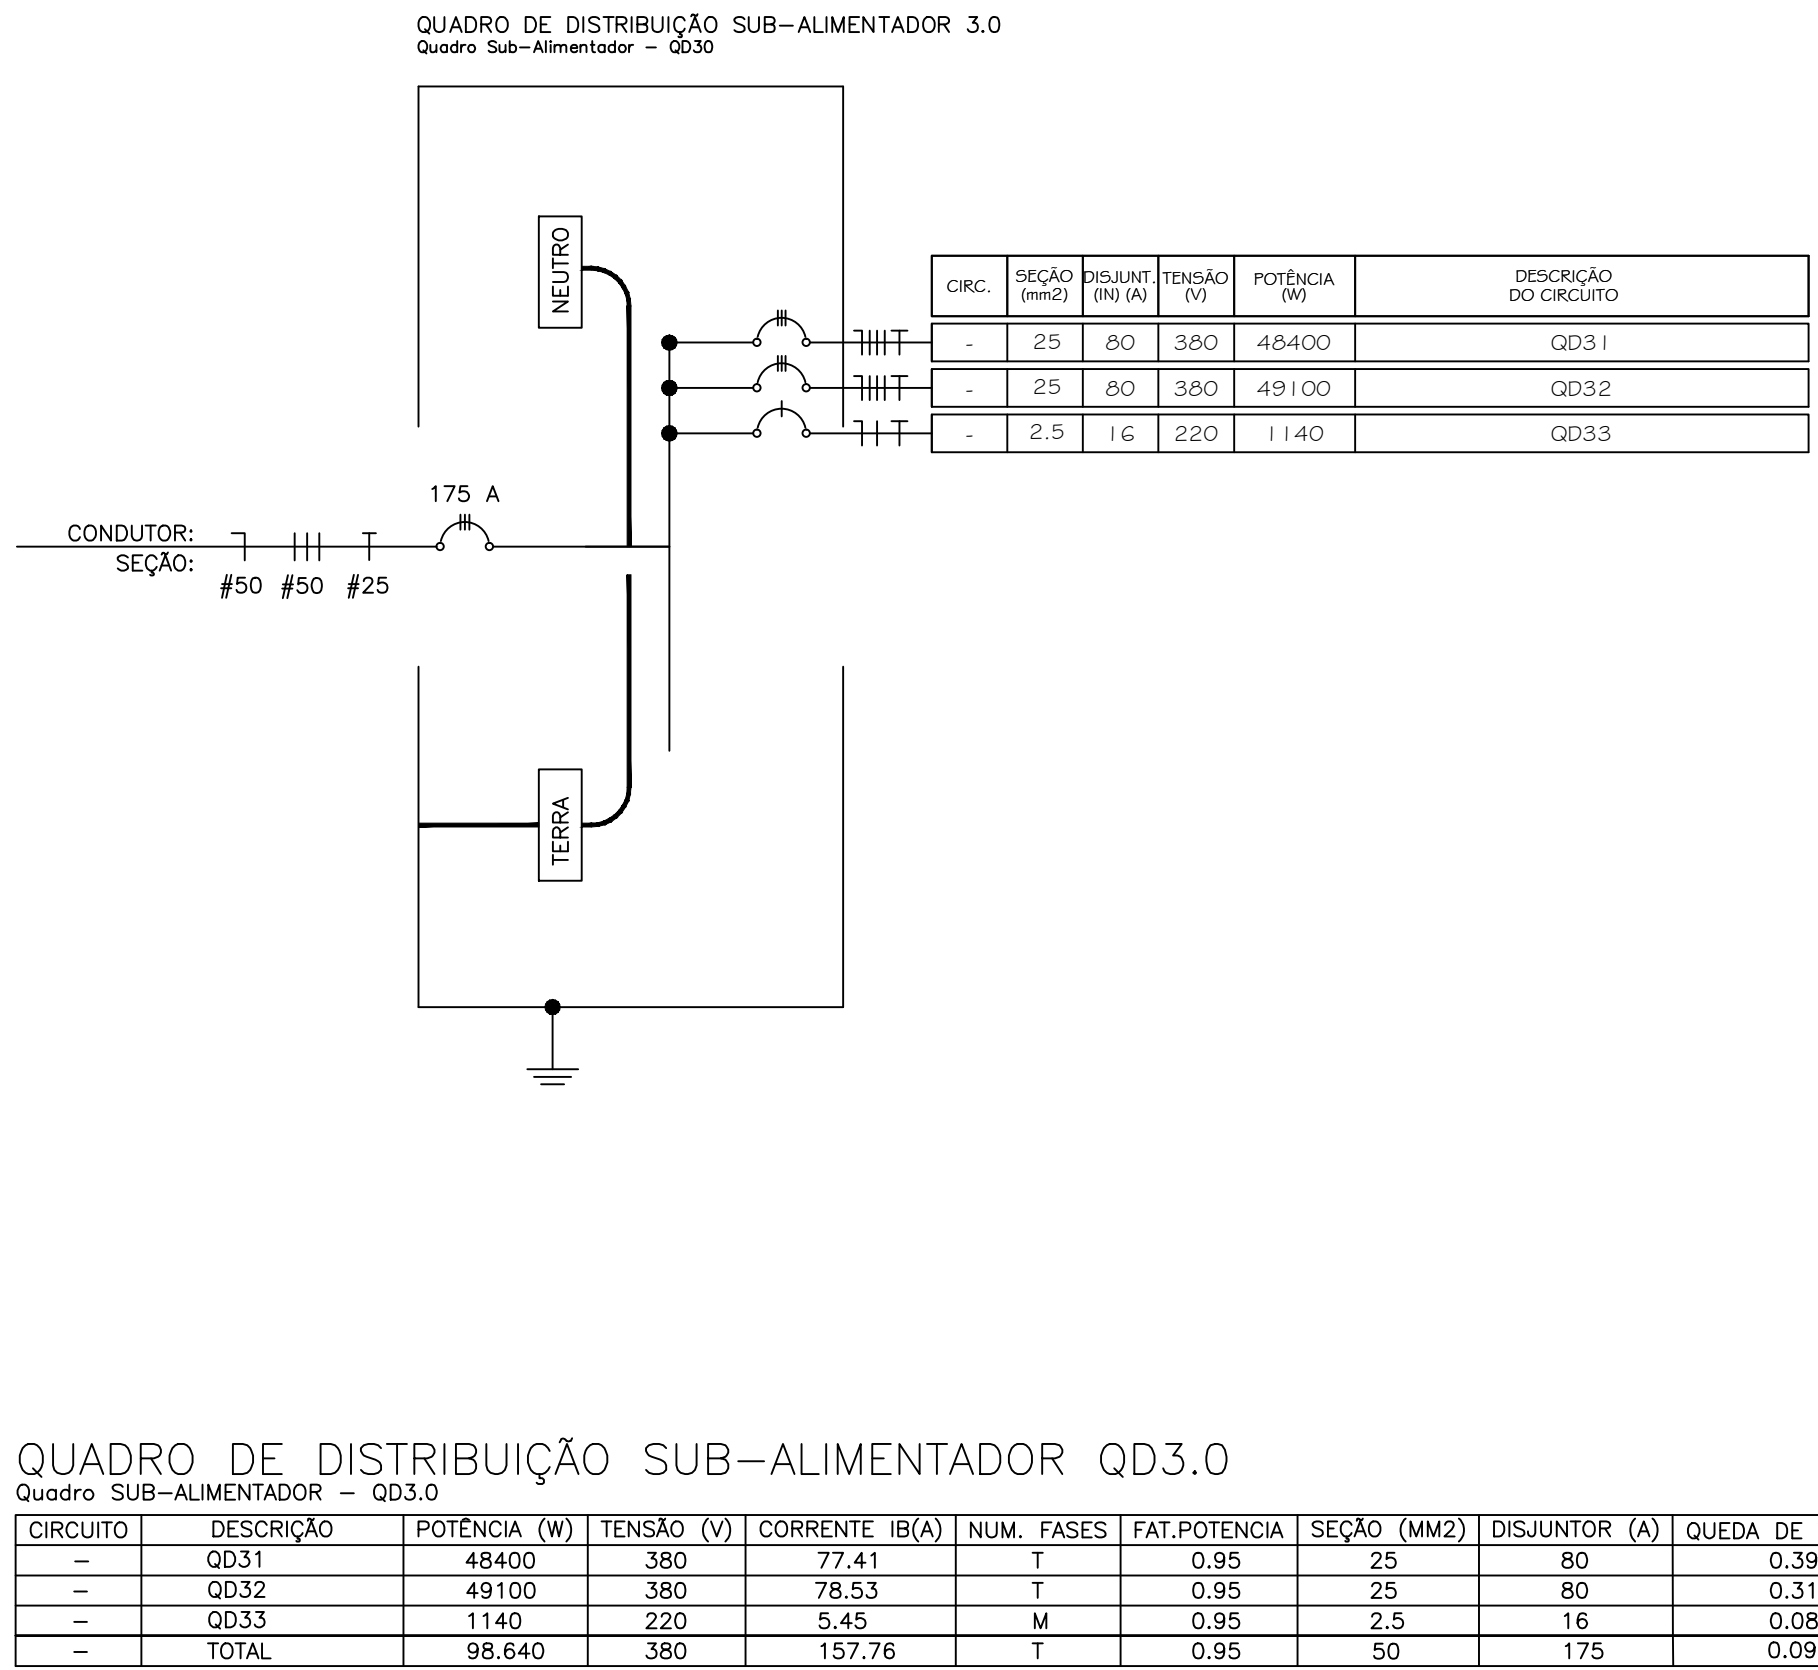 QUADRO DE DISTRIBUIÇÃO SUB-ALIMENTADOR 3.0
Quadro Sub-Alimentador - QD30
NEUTRO
CIRC. SEÇÃO (mm2) DISJUNT. (IN) (A) TENSÃO (V) POTÊNCIA (W) DESCRIÇÃO DO CIRCUITO
- 25 80 380 48400 QD31
- 25 80 380 49100 QD32
- 2.5 16 220 1140 QD33
175 A
CONDUTOR:
SEÇÃO:
#50 #50 #25
TERRA
QUADRO DE DISTRIBUIÇÃO SUB-ALIMENTADOR QD3.0
Quadro SUB-ALIMENTADOR - QD3.0
CIRCUITO DESCRIÇÃO POTÊNCIA (W) TENSÃO (V) CORRENTE IB(A) NUM. FASES FAT.POTENCIA SEÇÃO (MM2) DISJUNTOR (A) QUEDA DE
- QD31 48400 380 77.41 T 0.95 25 80 0.39
- QD32 49100 380 78.53 T 0.95 25 80 0.31
- QD33 1140 220 5.45 M 0.95 2.5 16 0.08
- TOTAL 98.640 380 157.76 T 0.95 50 175 0.09